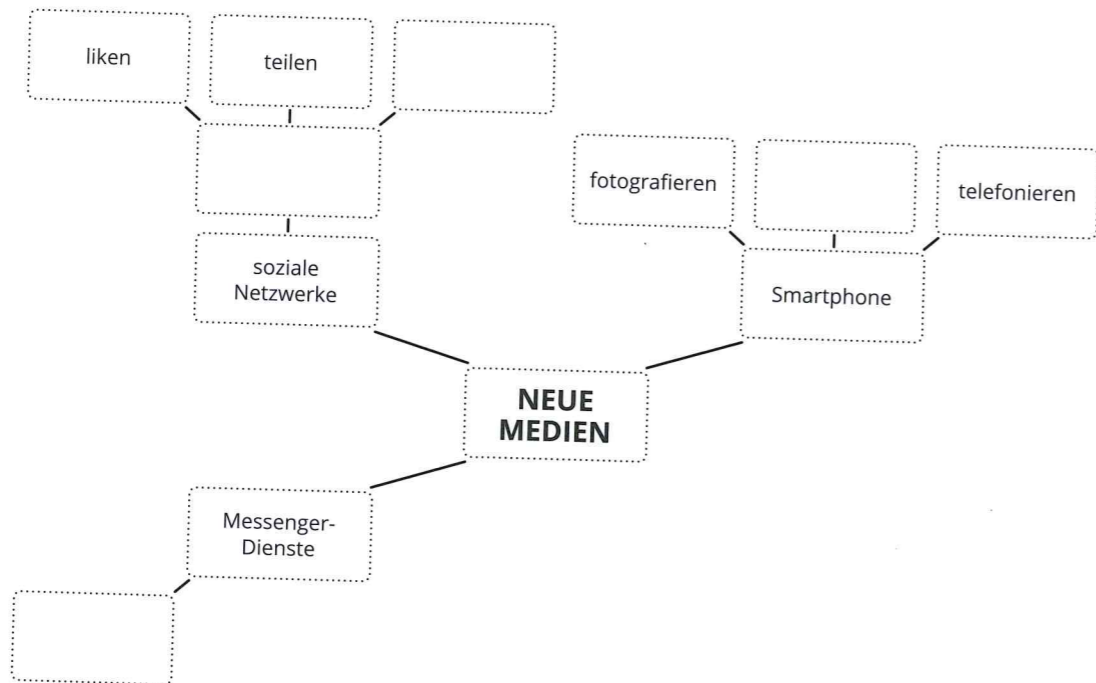 liken
teilen
fotografieren
telefonieren
soziale
Netzwerke
Smartphone
NEUE
MEDIEN
Messenger-
Dienste